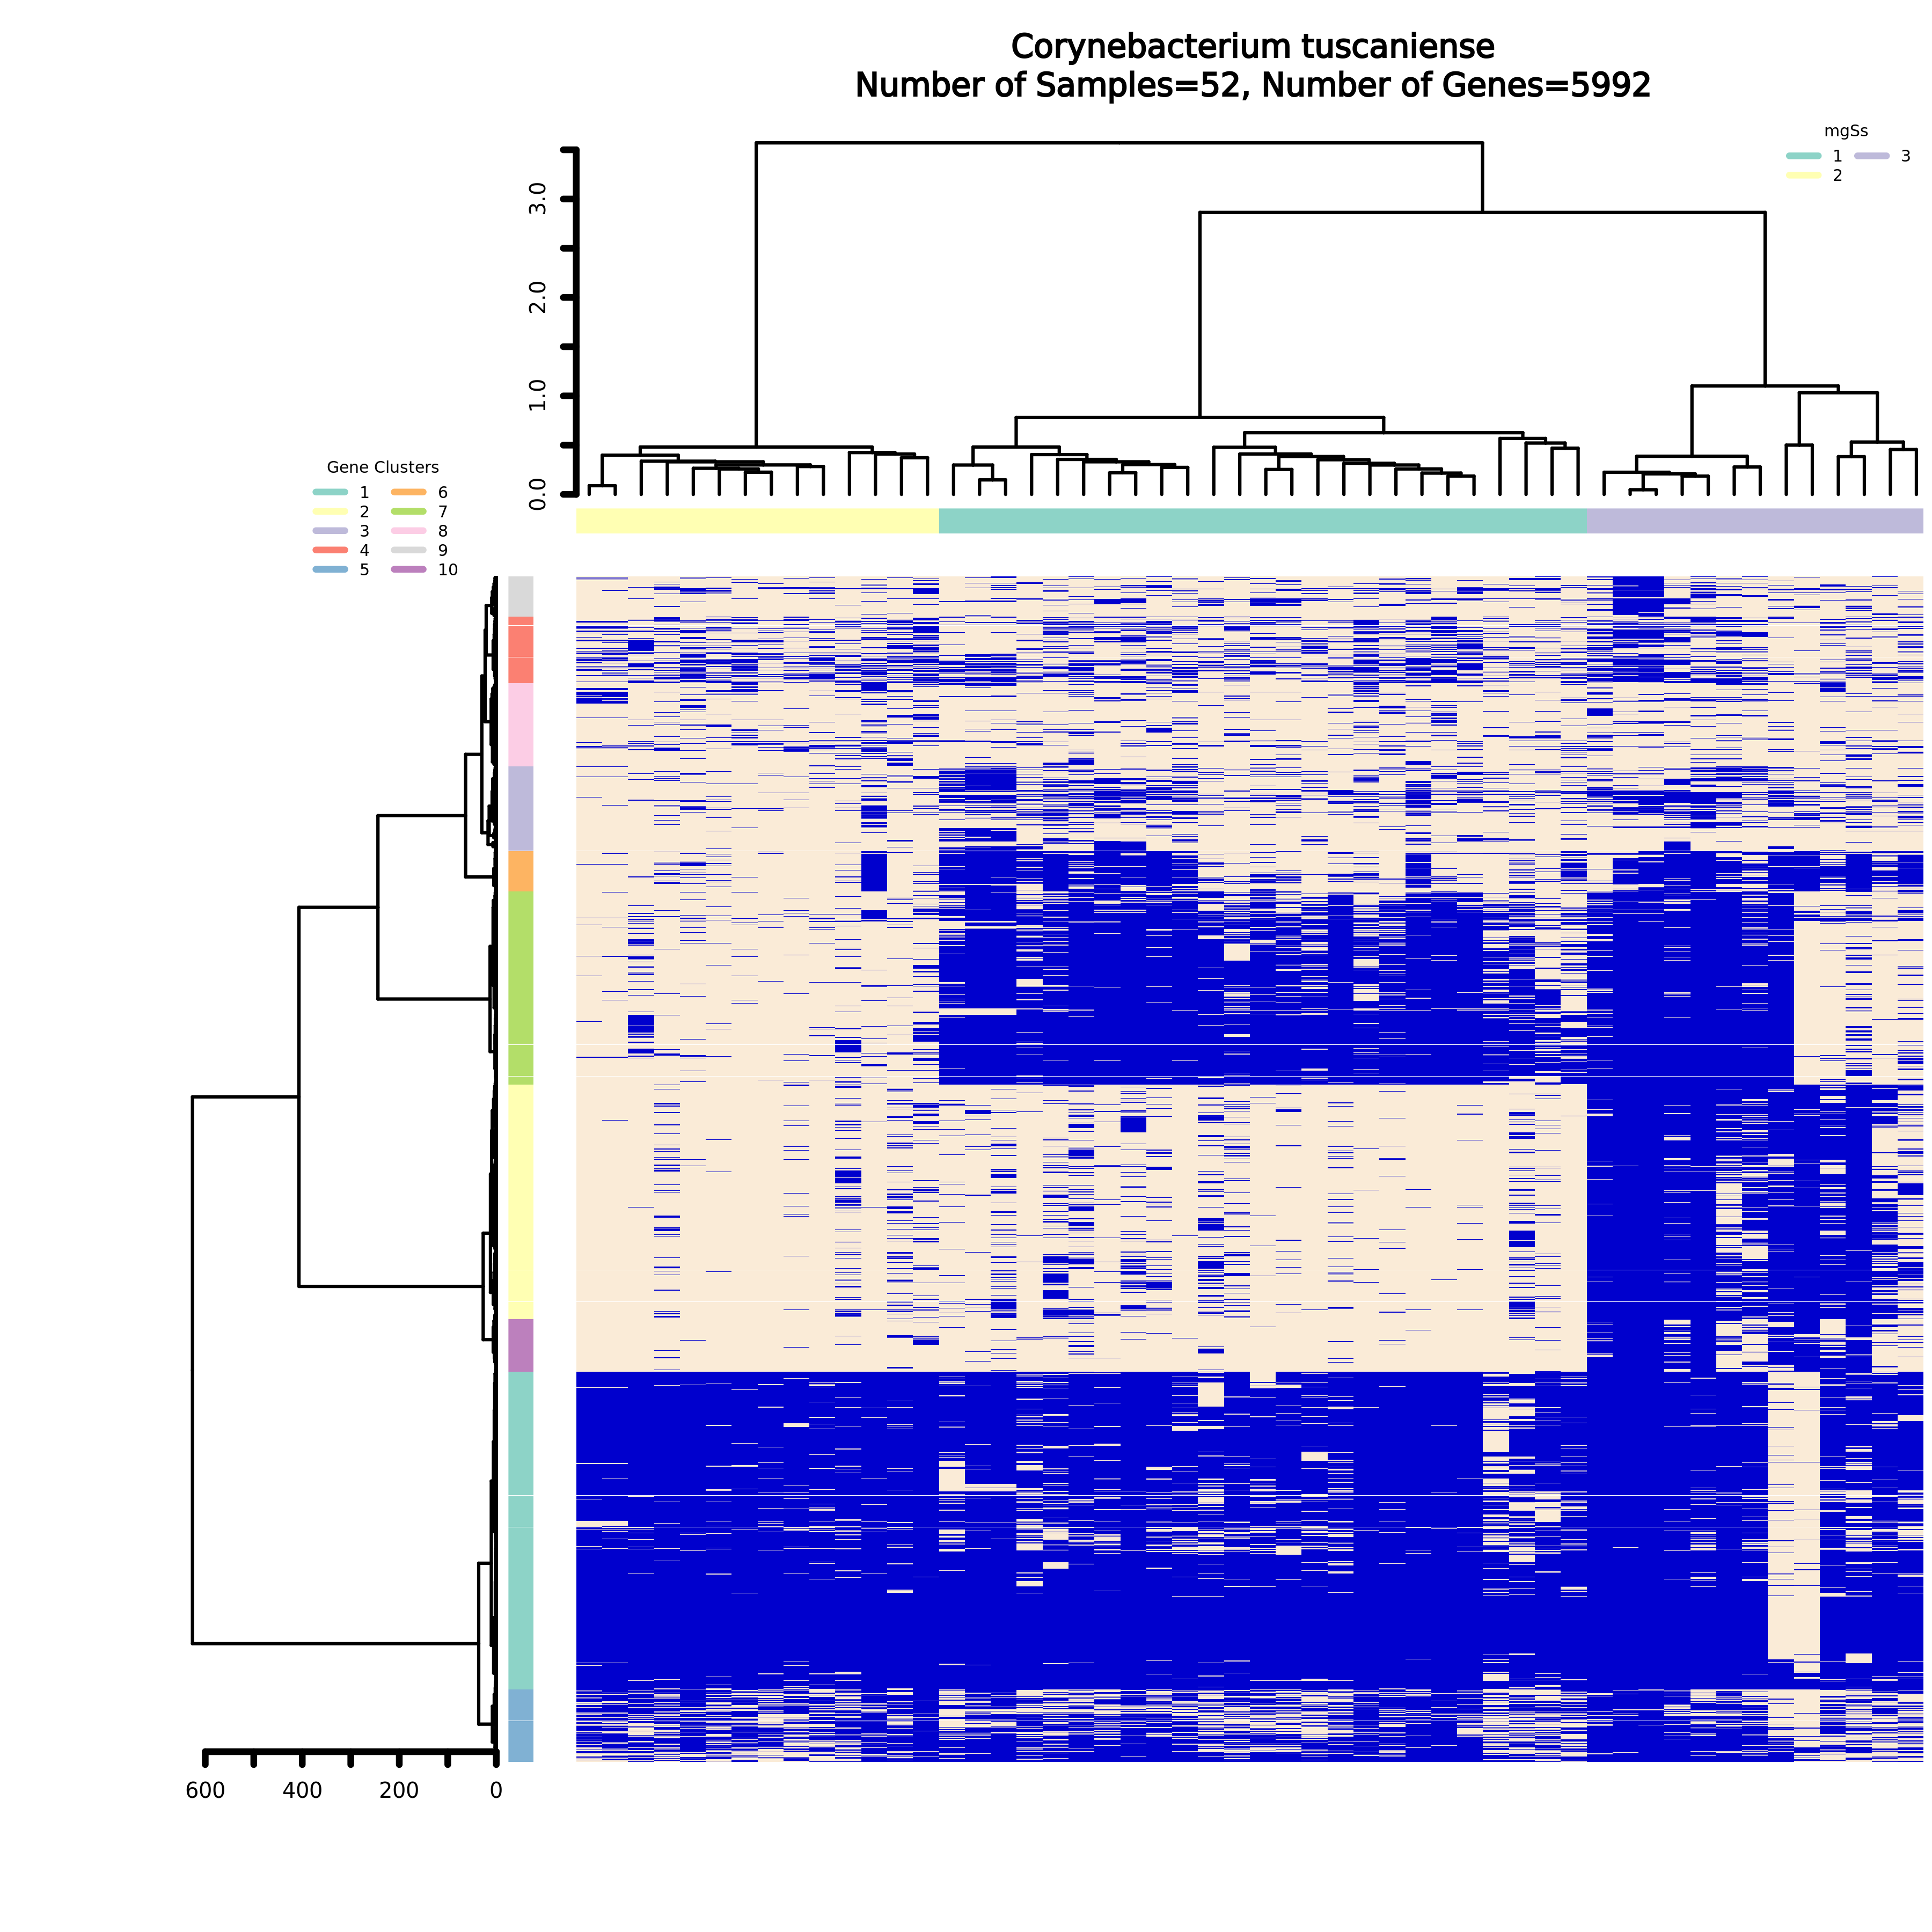 Corynebacterium tuscaniense
Number of Samples=52, Number of Genes=5992
mgSs
1 3
2
3.0
2.0
1.0
0.0
Gene Clusters
1 6
2 7
3 8
4 9
5 10
600 400 200 0